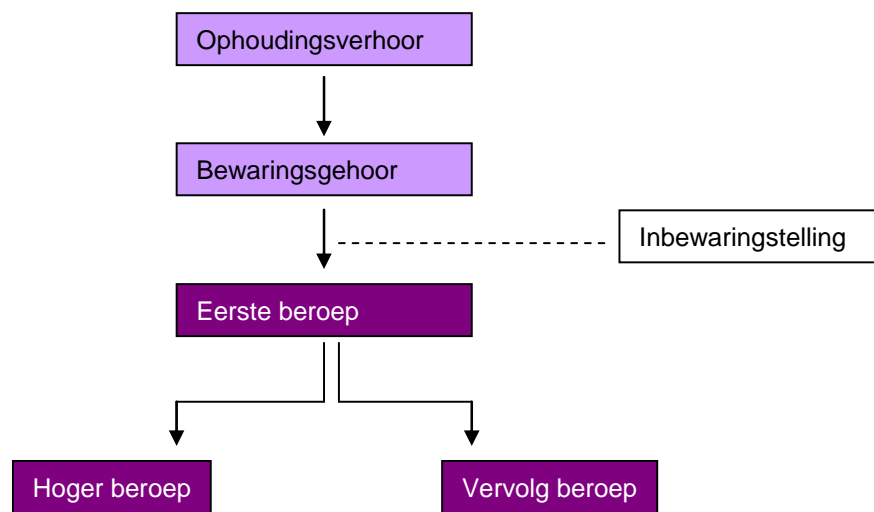 Ophoudingsverhoor
Bewaringsgehoor
Inbewaringstelling
Eerste beroep
Hoger beroep
Vervolg beroep